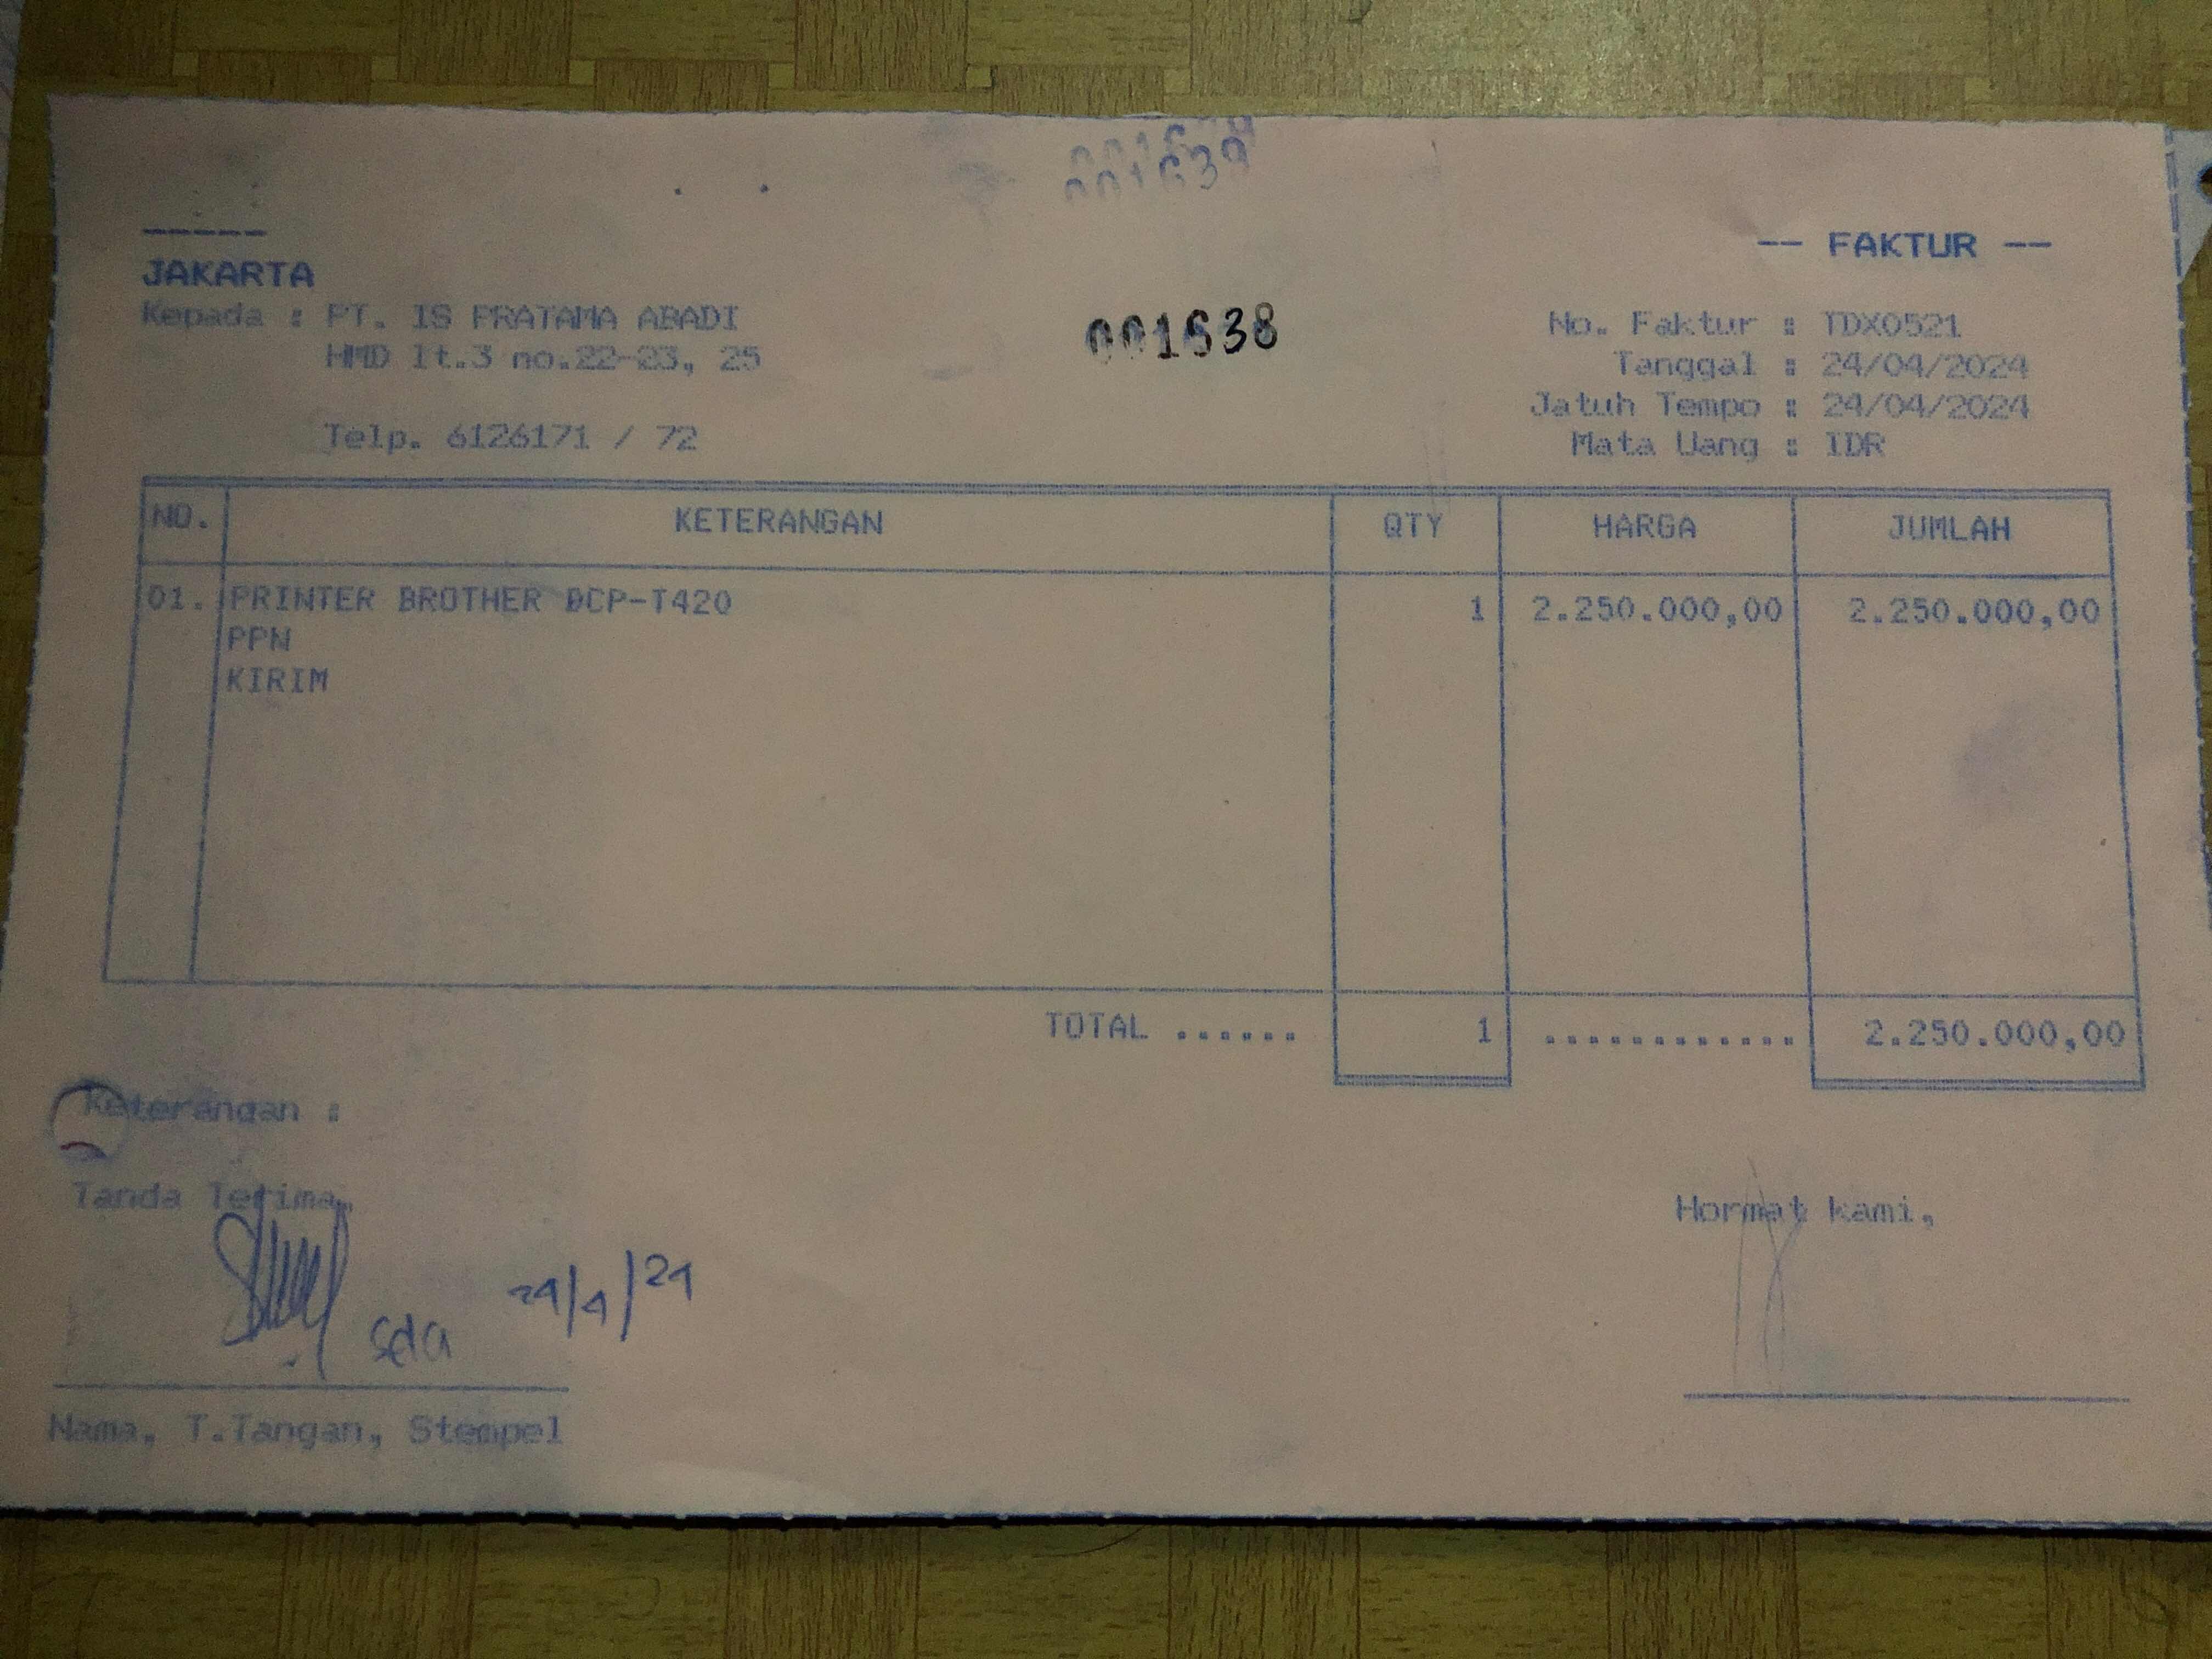 001639
-----
-- FAKTUR --
JAKARTA
Kepada : PT. IS PRATAMA ABADI
HMD lt.3 no.22-23, 25
Telp. 6126171 / 72
001638
No. Faktur : TDX0521
Tanggal : 24/04/2024
Jatuh Tempo : 24/04/2024
Mata Uang : IDR
NO. KETERANGAN QTY HARGA JUMLAH
01. PRINTER BROTHER DCP-T420 1 2.250.000,00 2.250.000,00
PPN
KIRIM
TOTAL ...... 1 ............ 2.250.000,00
Keterangan :
Tanda Terima,
Hormat kami,
24/4/24
Nama, T.Tangan, Stempel